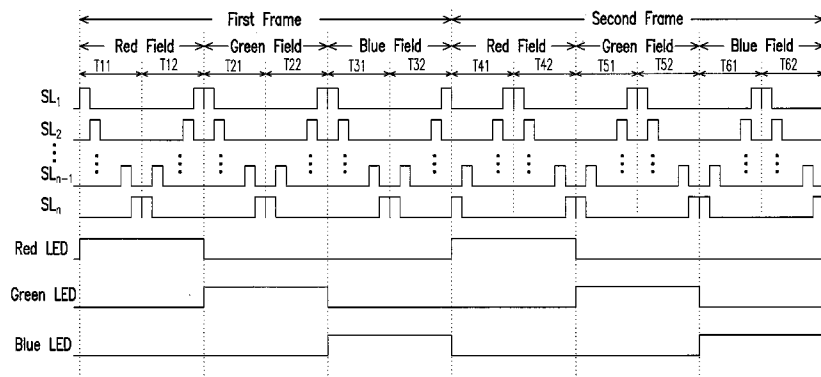 First Frame Second Frame
Red Field Green Field Blue Field Red Field Green Field Blue Field
T11 T12 T21 T22 T31 T32 T41 T42 T51 T52 T61 T62
SL1
SL2
SLn-1
SLn
Red LED
Green LED
Blue LED